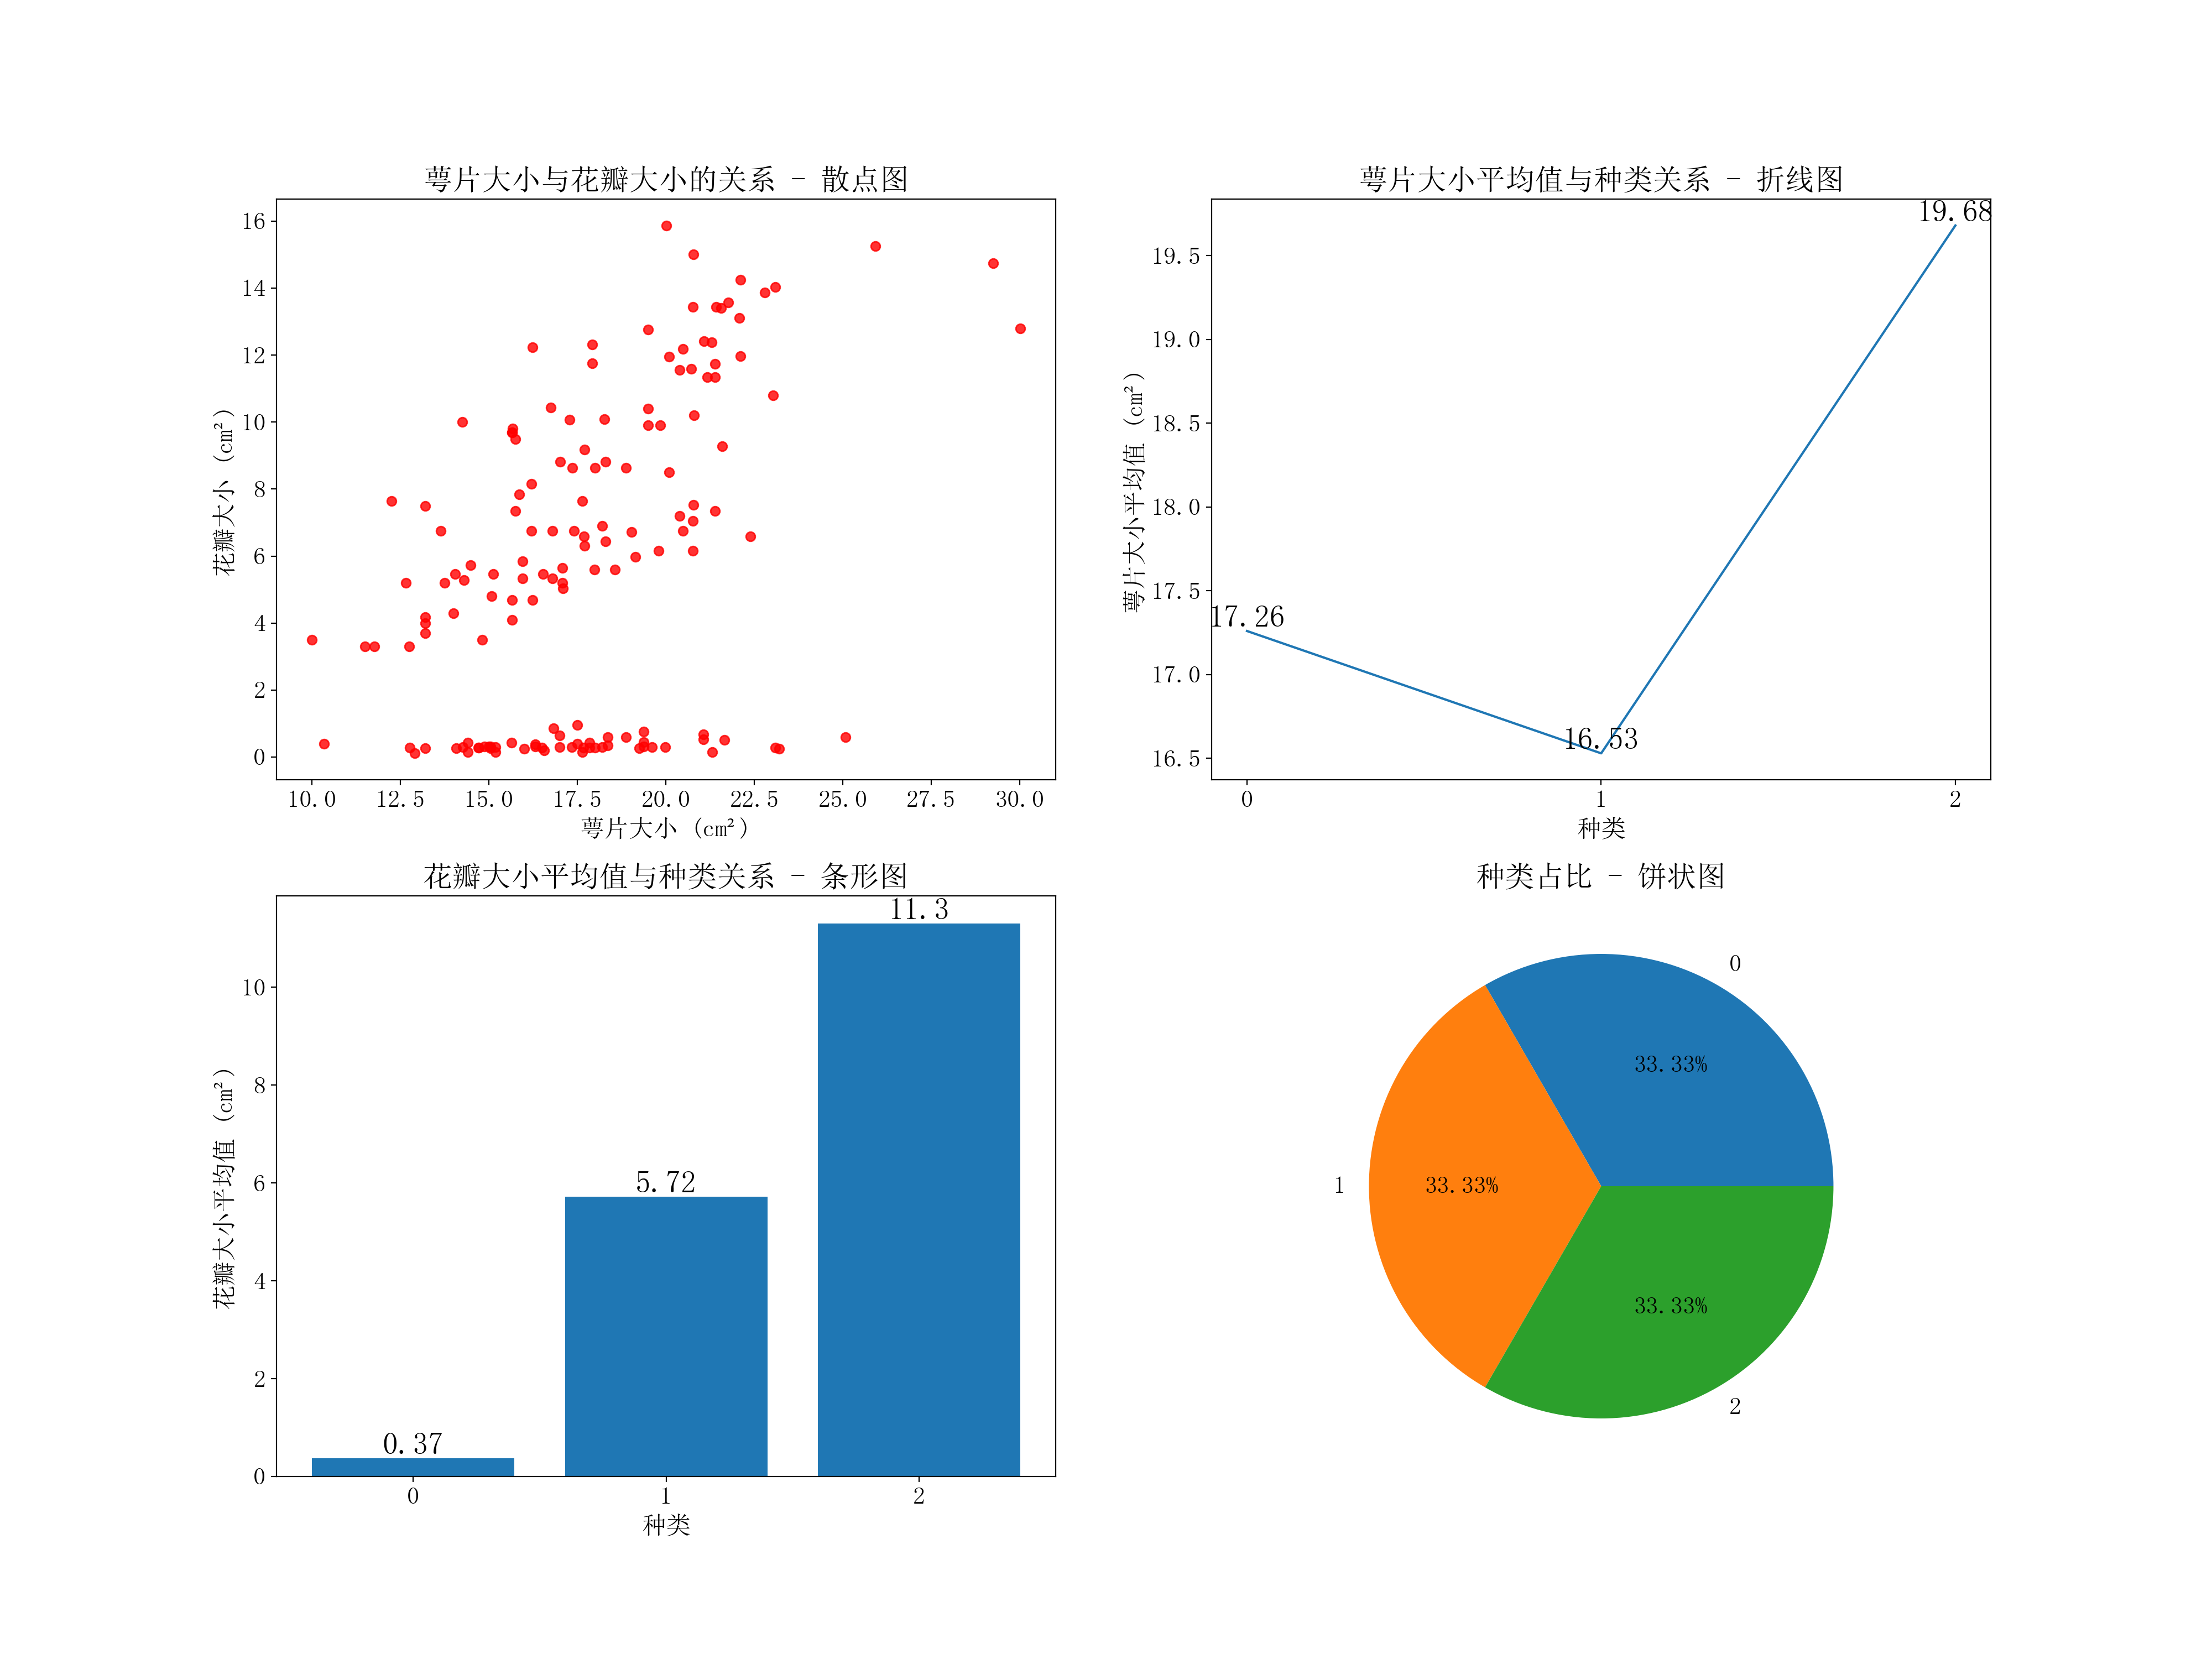 萼片大小与花瓣大小的关系 - 散点图
16
14
12
10
8
6
4
2
0
花瓣大小 (cm²)
10.0 12.5 15.0 17.5 20.0 22.5 25.0 27.5 30.0
萼片大小 (cm²)
萼片大小平均值与种类关系 - 折线图
19.5
19.0
18.5
18.0
17.5
17.0
16.5
萼片大小平均值 (cm²)
17.26
16.53
19.68
0 1 2
种类
花瓣大小平均值与种类关系 - 条形图
10
8
6
4
2
0
花瓣大小平均值 (cm²)
0.37
5.72
11.3
0 1 2
种类
种类占比 - 饼状图
0
33.33%
1
33.33%
33.33%
2